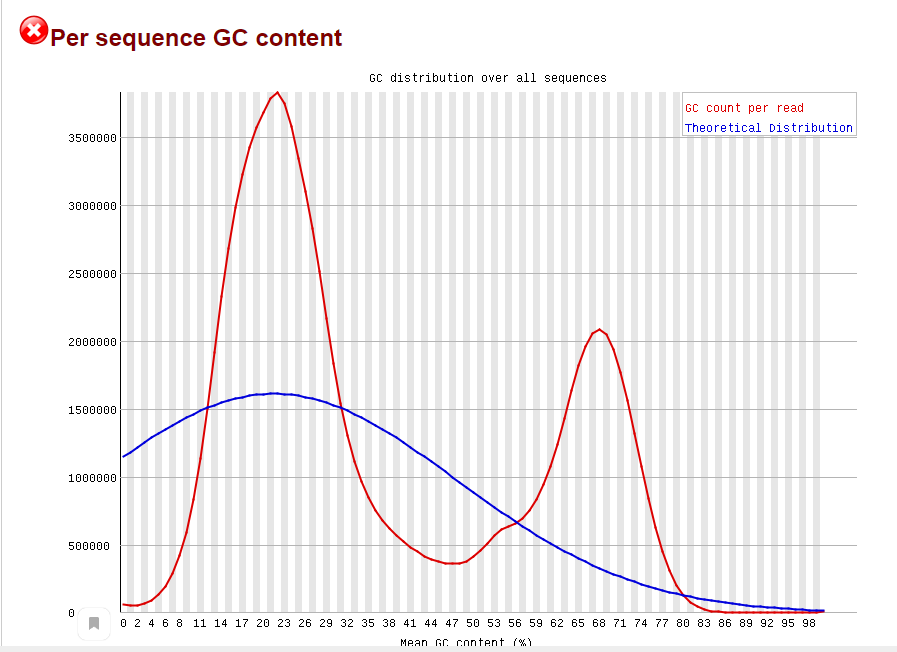 Per sequence GC content
GC distribution over all sequences
GC count per read
Theoretical Distribution
3500000
3000000
2500000
2000000
1500000
1000000
500000
0
0 2 4 6 8 11 14 17 20 23 26 29 32 35 38 41 44 47 50 53 56 59 62 65 68 71 74 77 80 83 86 89 92 95 98
Mean GC content (%)